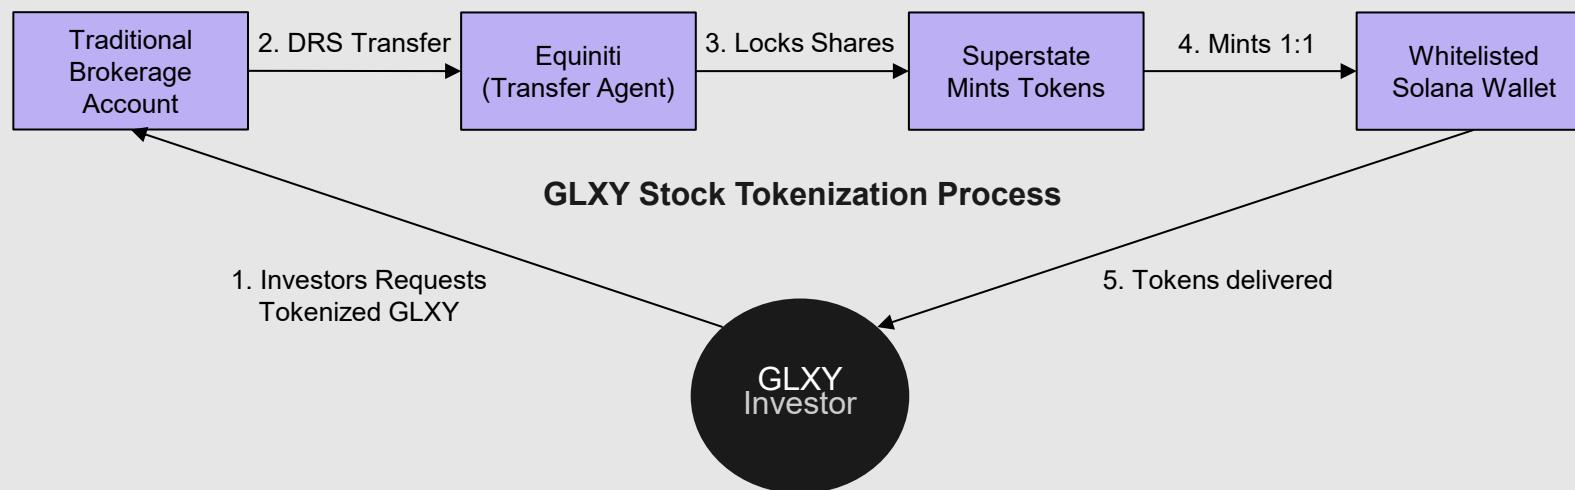 Traditional
Brokerage
Account
2. DRS Transfer
Equiniti
(Transfer Agent)
3. Locks Shares
Superstate
Mints Tokens
4. Mints 1:1
Whitelisted
Solana Wallet
GLXY Stock Tokenization Process
1. Investors Requests
Tokenized GLXY
5. Tokens delivered
GLXY
Investor